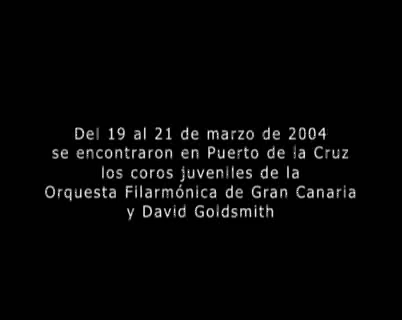 Del 19 al 21 de marzo de 2004
se encontraron en Puerto de la Cruz
los coros juveniles de la
Orquesta Filarmónica de Gran Canaria
y David Goldsmith